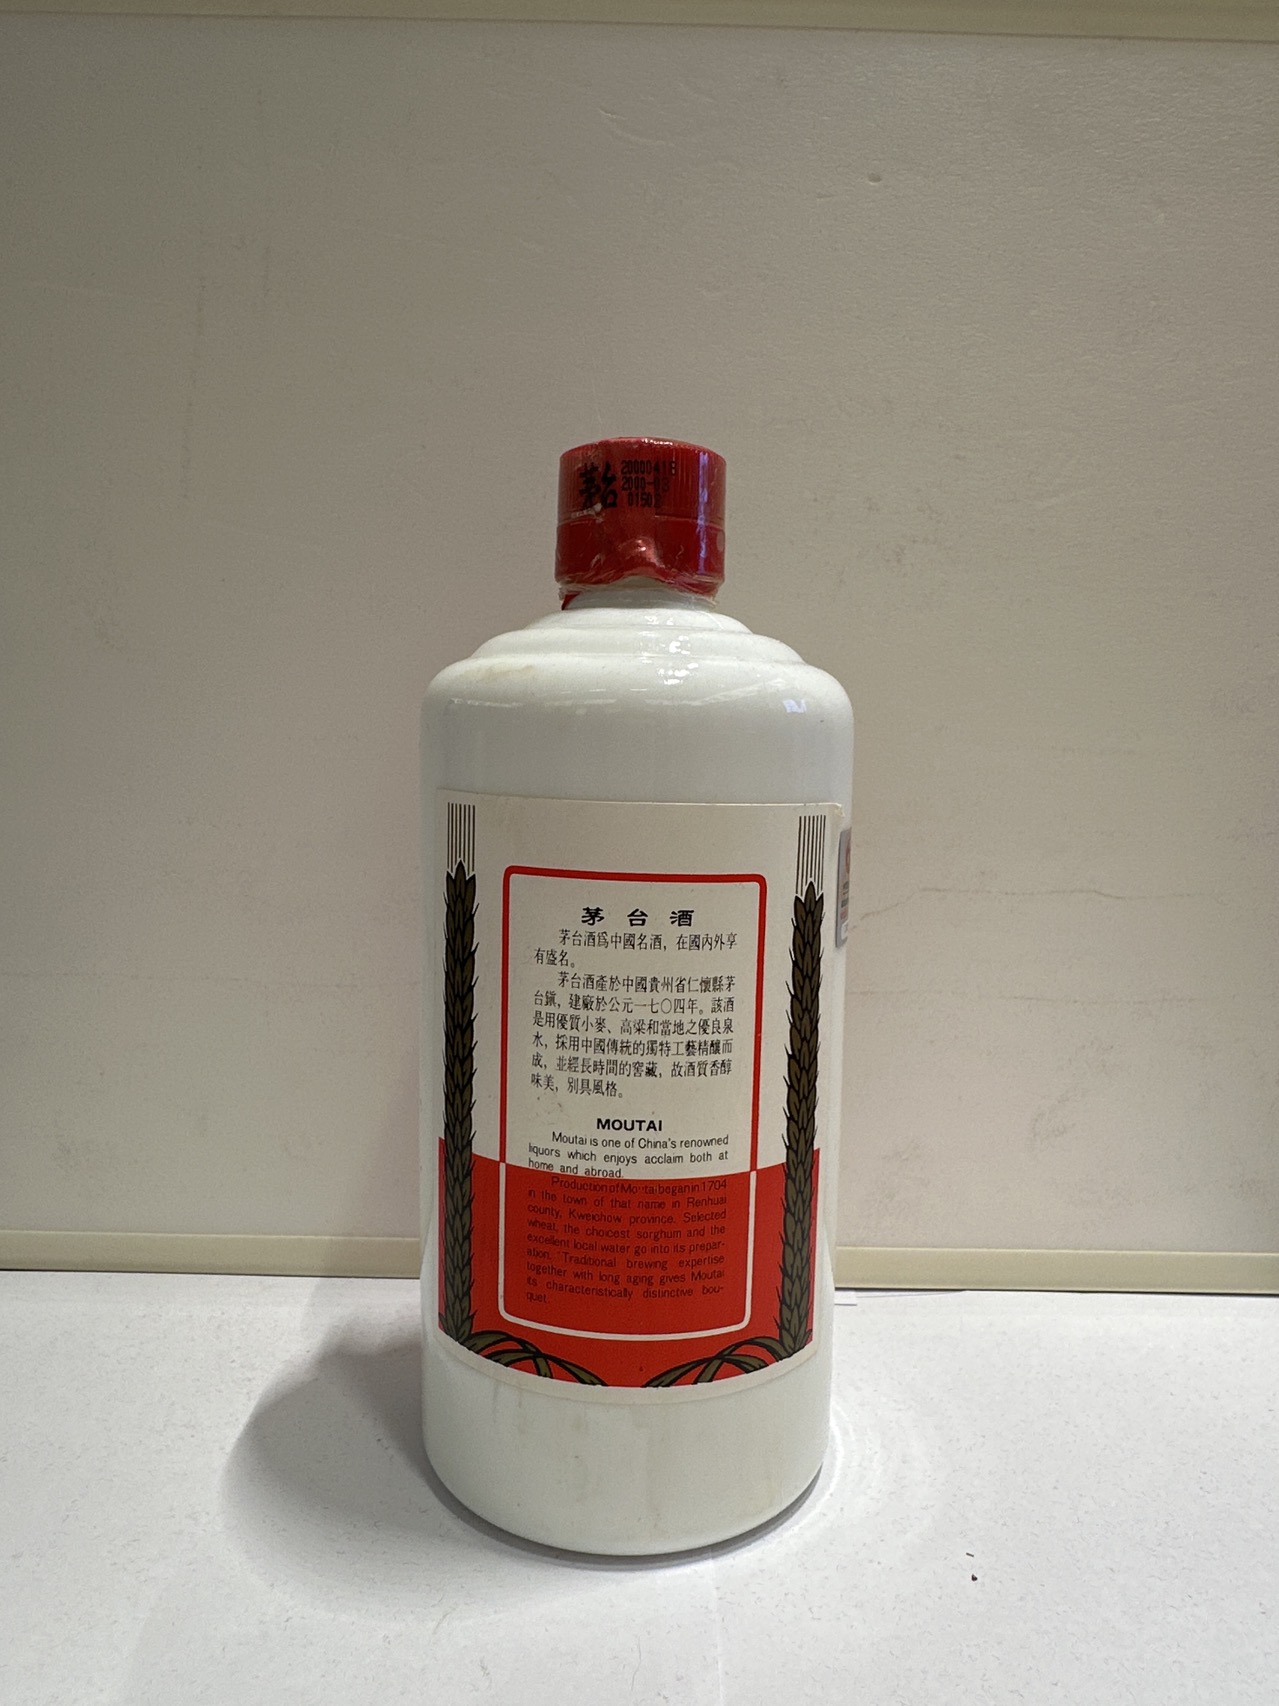 茅台
20000418
2000-03
茅台酒
茅台酒爲中國名酒，在國內外享
有盛名。
茅台酒產於中國貴州省仁懷縣茅
台鎭，建廠於公元一七〇四年。該酒
是用優質小麥、高粱和當地之優良泉
水，採用中國傳統的獨特工藝精釀而
成，並經長時間的窖藏，故酒質香醇
味美，別具風格。
MOUTAI
Moutai is one of China's renowned
liquors which enjoys acclaim both at
home and abroad.
Production of Moutai began in 1704
in the town of that name in Renhuai
county, Kweichow province. Selected
wheat, the choicest sorghum and the
excellent local water go into its prepar-
ation. Traditional brewing expertise
together with long aging gives Moutai
its characteristically distinctive bou-
quet.